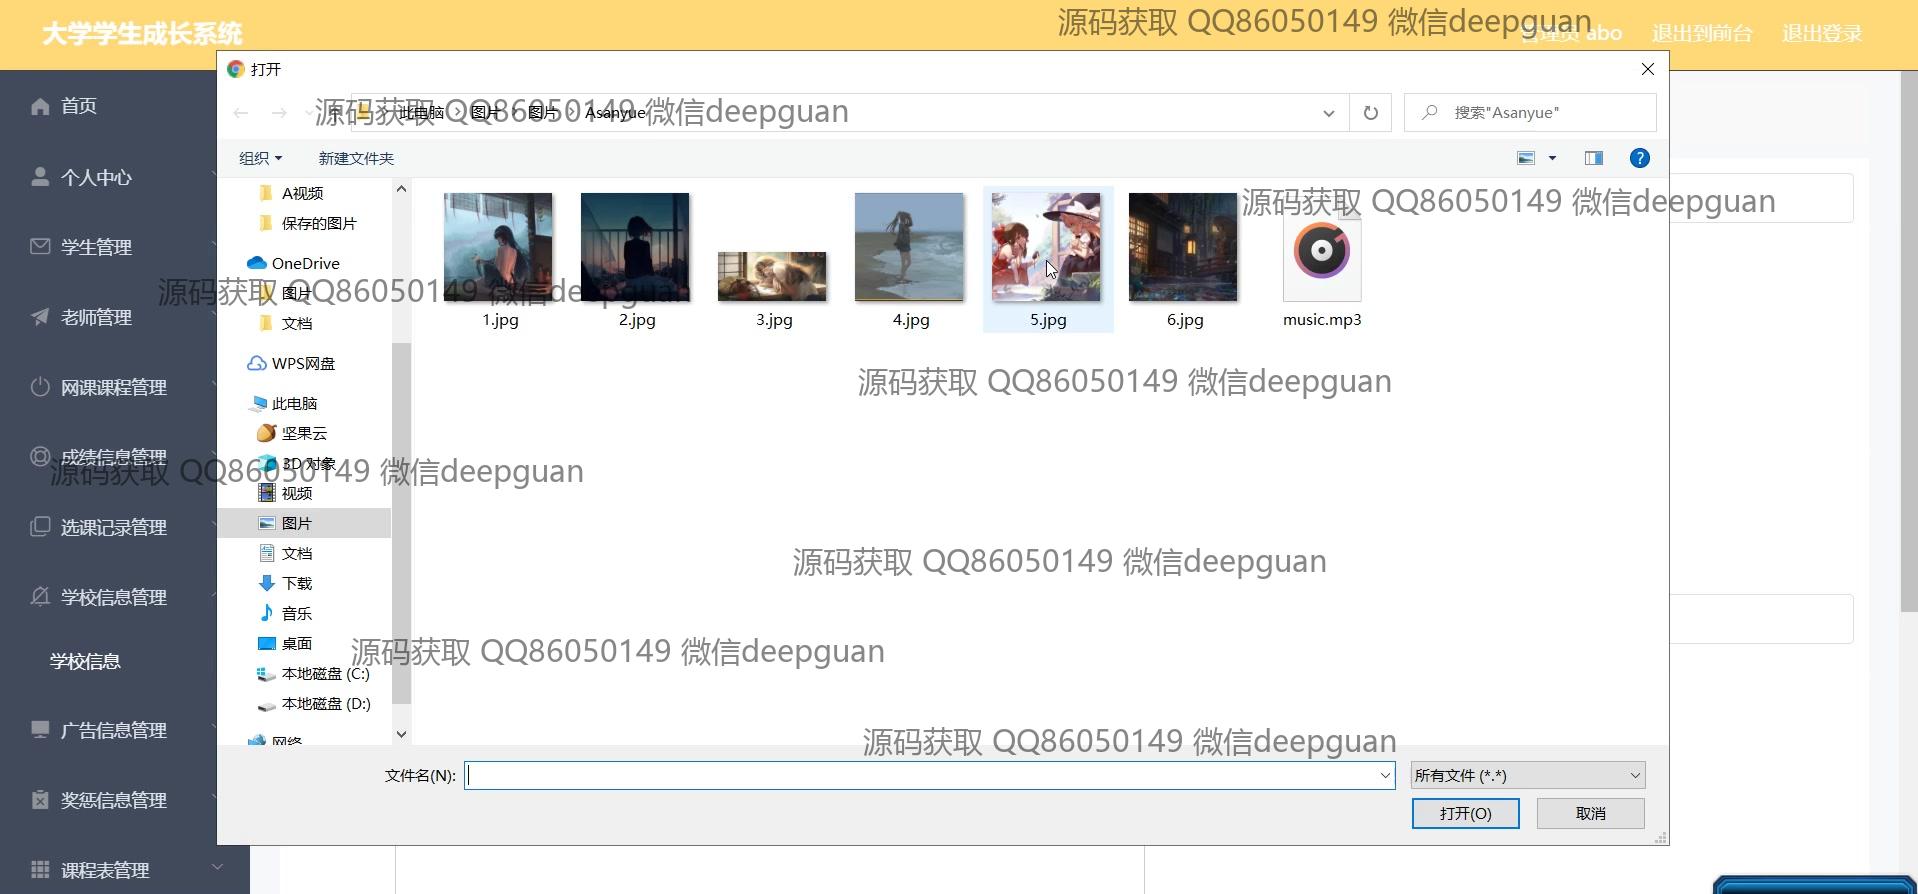 大学学生成长系统
源码获取 QQ86050149 微信deepguan
管理员 abo
退出到前台
退出登录
打开
此电脑 › 图片 › 图片 › Asanyue
源码获取 QQ86050149 微信deepguan
搜索"Asanyue"
组织
新建文件夹
首页
个人中心
学生管理
老师管理
网课课程管理
成绩信息管理
选课记录管理
学校信息管理
学校信息
广告信息管理
奖惩信息管理
课程表管理
A视频
保存的图片
OneDrive
图片
文档
WPS网盘
此电脑
坚果云
3D 对象
视频
图片
文档
下载
音乐
桌面
本地磁盘 (C:)
本地磁盘 (D:)
网络
源码获取 QQ86050149 微信deepguan
源码获取 QQ86050149 微信deepguan
1.jpg
2.jpg
3.jpg
4.jpg
5.jpg
6.jpg
music.mp3
源码获取 QQ86050149 微信deepguan
源码获取 QQ86050149 微信deepguan
源码获取 QQ86050149 微信deepguan
源码获取 QQ86050149 微信deepguan
源码获取 QQ86050149 微信deepguan
文件名(N):
所有文件 (*.*)
打开(O)
取消